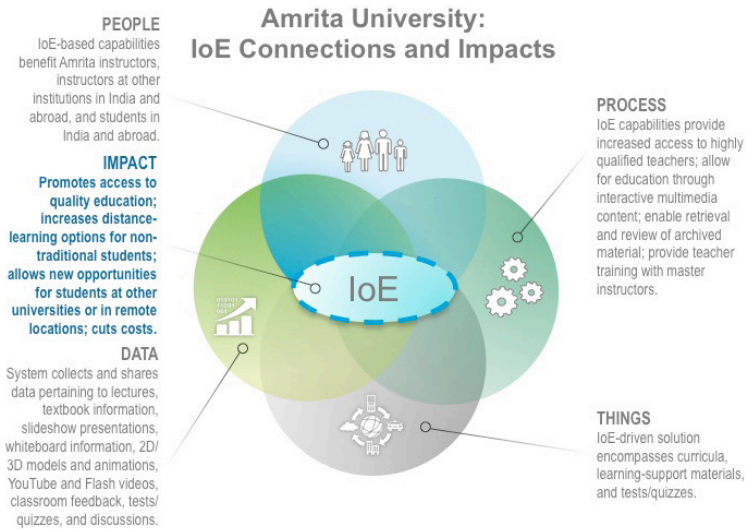 Amrita University:
IoE Connections and Impacts
PEOPLE
IoE-based capabilities
benefit Amrita instructors,
instructors at other
institutions in India and
abroad, and students in
India and abroad.
IMPACT
Promotes access to
quality education;
increases distance-
learning options for non-
traditional students;
allows new opportunities
for students at other
universities or in remote
locations; cuts costs.
DATA
System collects and shares
data pertaining to lectures,
textbook information,
slideshow presentations,
whiteboard information, 2D/
3D models and animations,
YouTube and Flash videos,
classroom feedback, tests/
quizzes, and discussions.
IoE
PROCESS
IoE capabilities provide
increased access to highly
qualified teachers; allow
for education through
interactive multimedia
content; enable retrieval
and review of archived
material; provide teacher
training with master
instructors.
THINGS
IoE-driven solution
encompasses curricula,
learning-support materials,
and tests/quizzes.